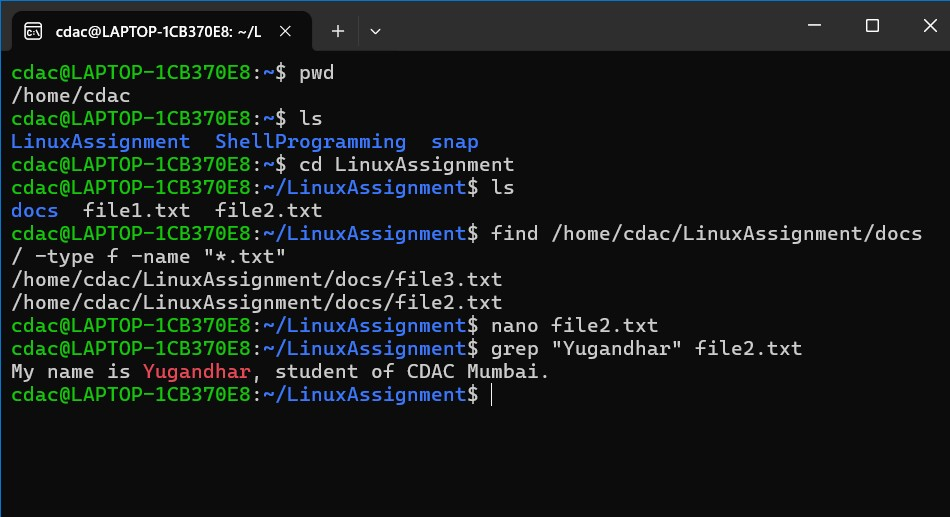 cdac@LAPTOP-1CB370E8: ~/L
cdac@LAPTOP-1CB370E8:~$ pwd
/home/cdac
cdac@LAPTOP-1CB370E8:~$ ls
LinuxAssignment  ShellProgramming  snap
cdac@LAPTOP-1CB370E8:~$ cd LinuxAssignment
cdac@LAPTOP-1CB370E8:~/LinuxAssignment$ ls
docs  file1.txt  file2.txt
cdac@LAPTOP-1CB370E8:~/LinuxAssignment$ find /home/cdac/LinuxAssignment/docs
/ -type f -name "*.txt"
/home/cdac/LinuxAssignment/docs/file3.txt
/home/cdac/LinuxAssignment/docs/file2.txt
cdac@LAPTOP-1CB370E8:~/LinuxAssignment$ nano file2.txt
cdac@LAPTOP-1CB370E8:~/LinuxAssignment$ grep "Yugandhar" file2.txt
My name is Yugandhar, student of CDAC Mumbai.
cdac@LAPTOP-1CB370E8:~/LinuxAssignment$